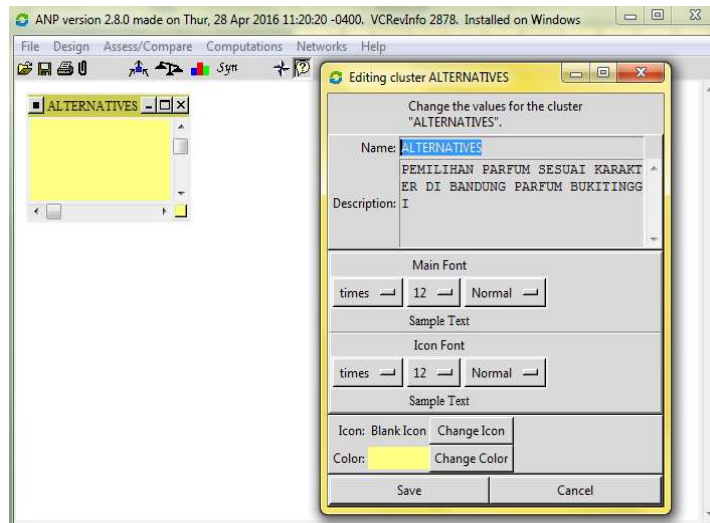 ANP version 2.8.0 made on Thur, 28 Apr 2016 11:20:20 -0400. VCRevInfo 2878. Installed on Windows
File Design Assess/Compare Computations Networks Help
Syn
ALTERNATIVES
Editing cluster ALTERNATIVES
Change the values for the cluster
"ALTERNATIVES".
Name: ALTERNATIVES
PEMILIHAN PARFUM SESUAI KARAKT
ER DI BANDUNG PARFUM BUKITINGG
Description: I
Main Font
times 12 Normal
Sample Text
Icon Font
times 12 Normal
Sample Text
Icon: Blank Icon Change Icon
Color: Change Color
Save Cancel